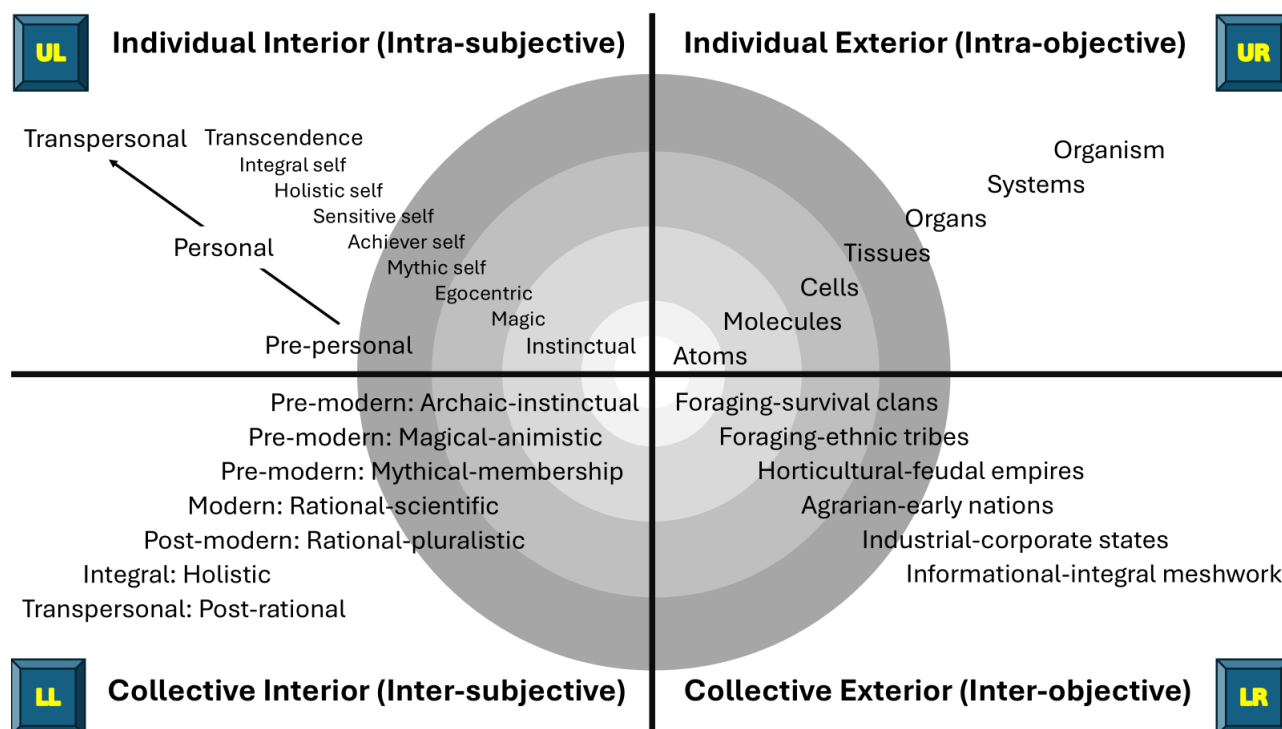 UL
Individual Interior (Intra-subjective)
Individual Exterior (Intra-objective)
UR
Transpersonal
Personal
Pre-personal
Transcendence
Integral self
Holistic self
Sensitive self
Achiever self
Mythic self
Egocentric
Magic
Instinctual
Organism
Systems
Organs
Tissues
Cells
Molecules
Atoms
Pre-modern: Archaic-instinctual
Pre-modern: Magical-animistic
Pre-modern: Mythical-membership
Modern: Rational-scientific
Post-modern: Rational-pluralistic
Integral: Holistic
Transpersonal: Post-rational
Foraging-survival clans
Foraging-ethnic tribes
Horticultural-feudal empires
Agrarian-early nations
Industrial-corporate states
Informational-integral meshwork
LL
Collective Interior (Inter-subjective)
Collective Exterior (Inter-objective)
LR